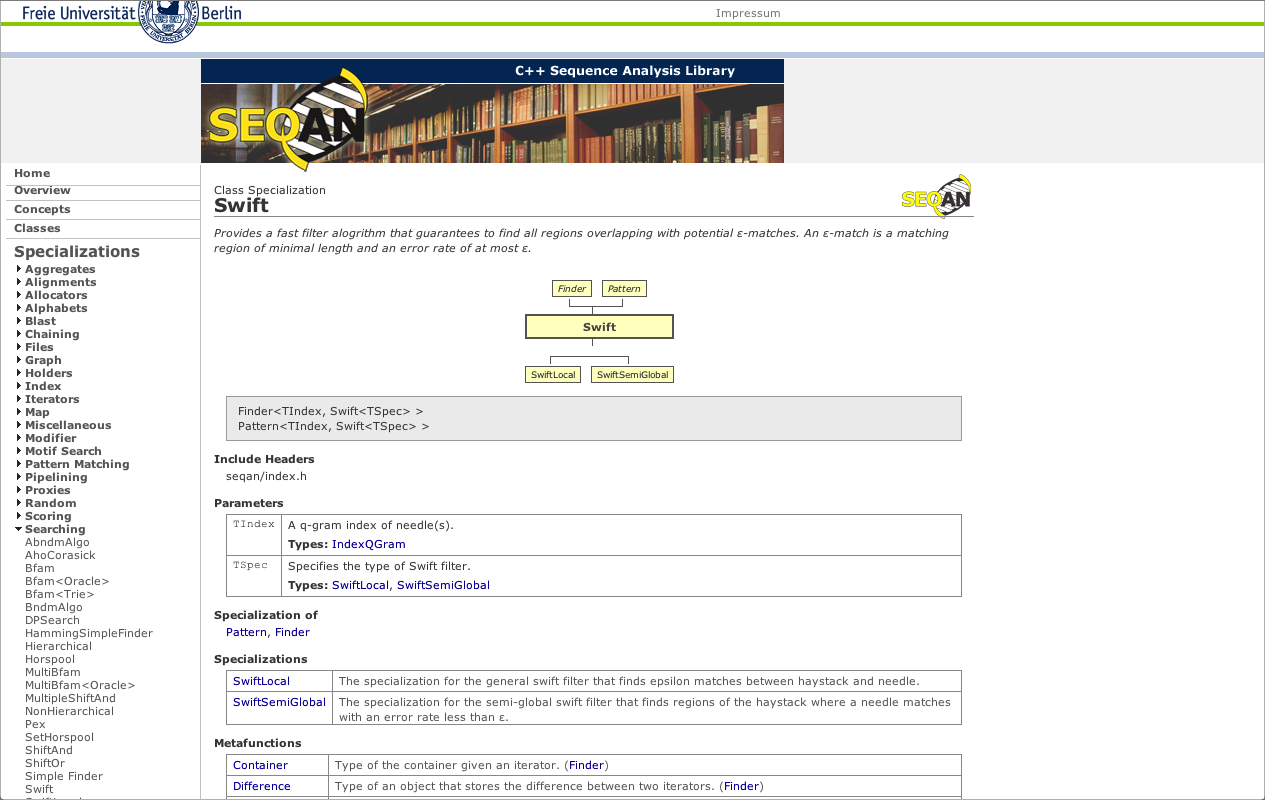 Freie Universität Berlin
Impressum
C++ Sequence Analysis Library
SEQAN
Home
Overview
Concepts
Classes
Specializations
Aggregates
Alignments
Allocators
Alphabets
Blast
Chaining
Files
Graph
Holders
Index
Iterators
Map
Miscellaneous
Modifier
Motif Search
Pattern Matching
Pipelining
Proxies
Random
Scoring
Searching
AbndmAlgo
AhoCorasick
Bfam
Bfam<Oracle>
Bfam<Trie>
BndmAlgo
DPSearch
HammingSimpleFinder
Hierarchical
Horspool
MultiBfam
MultiBfam<Oracle>
MultipleShiftAnd
NonHierarchical
Pex
SetHorspool
ShiftAnd
ShiftOr
Simple Finder
Swift
Class Specialization
Swift
SEQAN
Provides a fast filter alogrithm that guarantees to find all regions overlapping with potential ε-matches. An ε-match is a matching
region of minimal length and an error rate of at most ε.
Finder Pattern
Swift
SwiftLocal SwiftSemiGlobal
Finder<TIndex, Swift<TSpec> >
Pattern<TIndex, Swift<TSpec> >
Include Headers
seqan/index.h
Parameters
TIndex A q-gram index of needle(s).
Types: IndexQGram
TSpec Specifies the type of Swift filter.
Types: SwiftLocal, SwiftSemiGlobal
Specialization of
Pattern, Finder
Specializations
SwiftLocal The specialization for the general swift filter that finds epsilon matches between haystack and needle.
SwiftSemiGlobal The specialization for the semi-global swift filter that finds regions of the haystack where a needle matches
with an error rate less than ε.
Metafunctions
Container Type of the container given an iterator. (Finder)
Difference Type of an object that stores the difference between two iterators. (Finder)